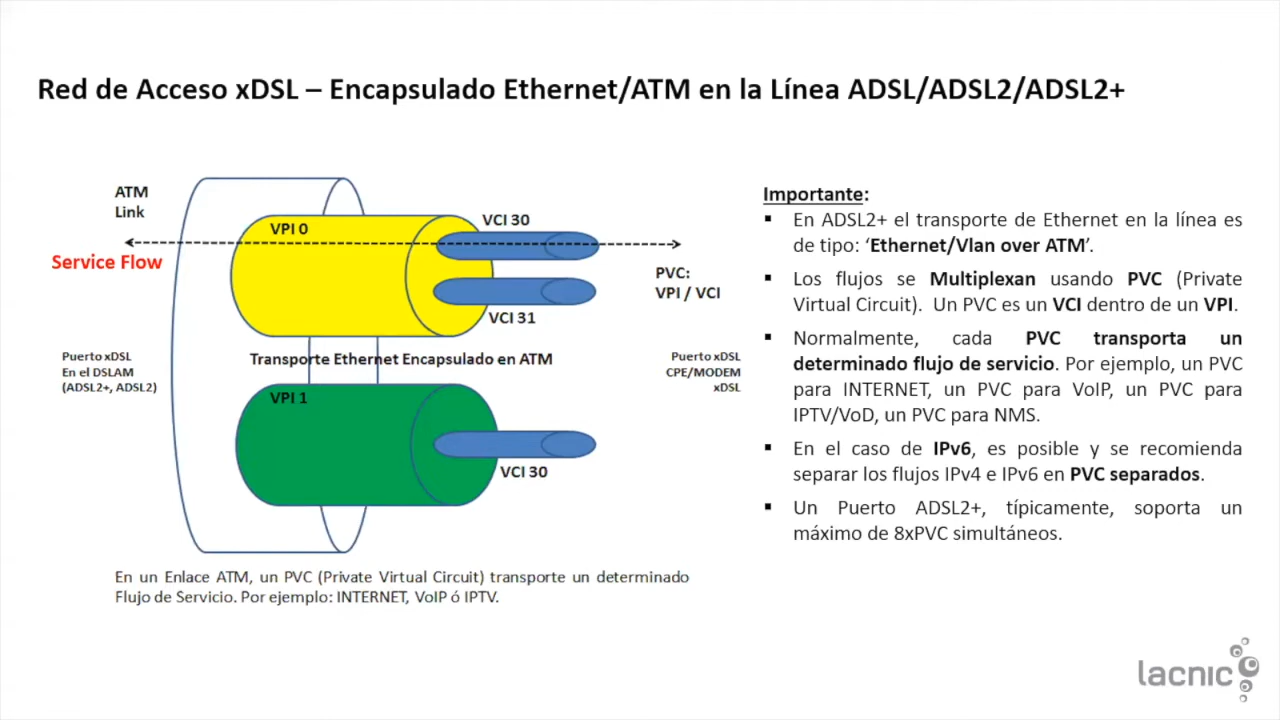 Red de Acceso xDSL – Encapsulado Ethernet/ATM en la Línea ADSL/ADSL2/ADSL2+
ATM
Link
Service Flow
VPI 0
VCI 30
VCI 31
PVC:
VPI / VCI
Puerto xDSL
En el DSLAM
(ADSL2+, ADSL2)
Transporte Ethernet Encapsulado en ATM
Puerto xDSL
CPE/MODEM
xDSL
VPI 1
VCI 30
En un Enlace ATM, un PVC (Private Virtual Circuit) transporte un determinado
Flujo de Servicio. Por ejemplo: INTERNET, VoIP ó IPTV.
Importante:
▪ En ADSL2+ el transporte de Ethernet en la línea es
de tipo: ‘Ethernet/Vlan over ATM’.
▪ Los flujos se Multiplexan usando PVC (Private
Virtual Circuit). Un PVC es un VCI dentro de un VPI.
▪ Normalmente, cada PVC transporta un
determinado flujo de servicio. Por ejemplo, un PVC
para INTERNET, un PVC para VoIP, un PVC para
IPTV/VoD, un PVC para NMS.
▪ En el caso de IPv6, es posible y se recomienda
separar los flujos IPv4 e IPv6 en PVC separados.
▪ Un Puerto ADSL2+, típicamente, soporta un
máximo de 8xPVC simultáneos.
lacnic